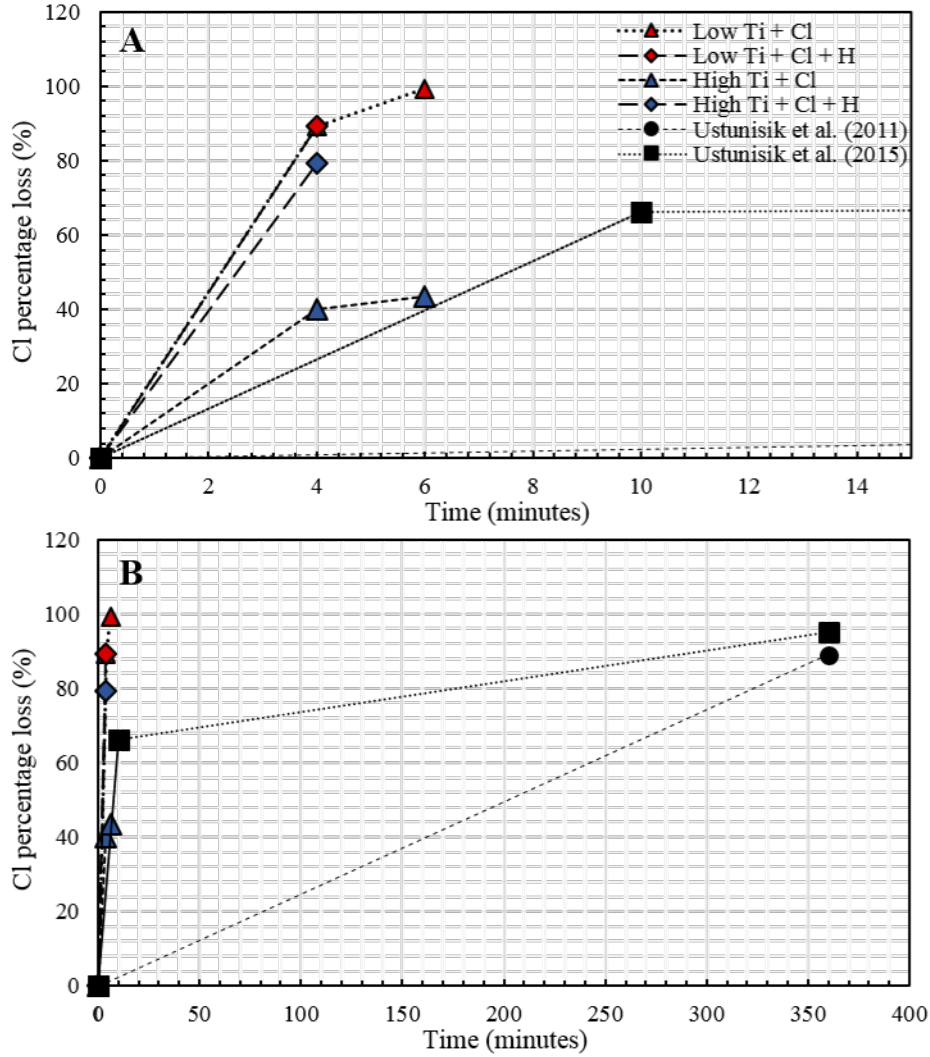 120
A
Low Ti + Cl
Low Ti + Cl + H
100
High Ti + Cl
High Ti + Cl + H
80
Ustunisik et al. (2011)
Ustunisik et al. (2015)
60
40
20
0
Cl percentage loss (%)
0 2 4 6 8 10 12 14
Time (minutes)
120
B
100
80
60
40
20
0
Cl percentage loss (%)
0 50 100 150 200 250 300 350 400
Time (minutes)